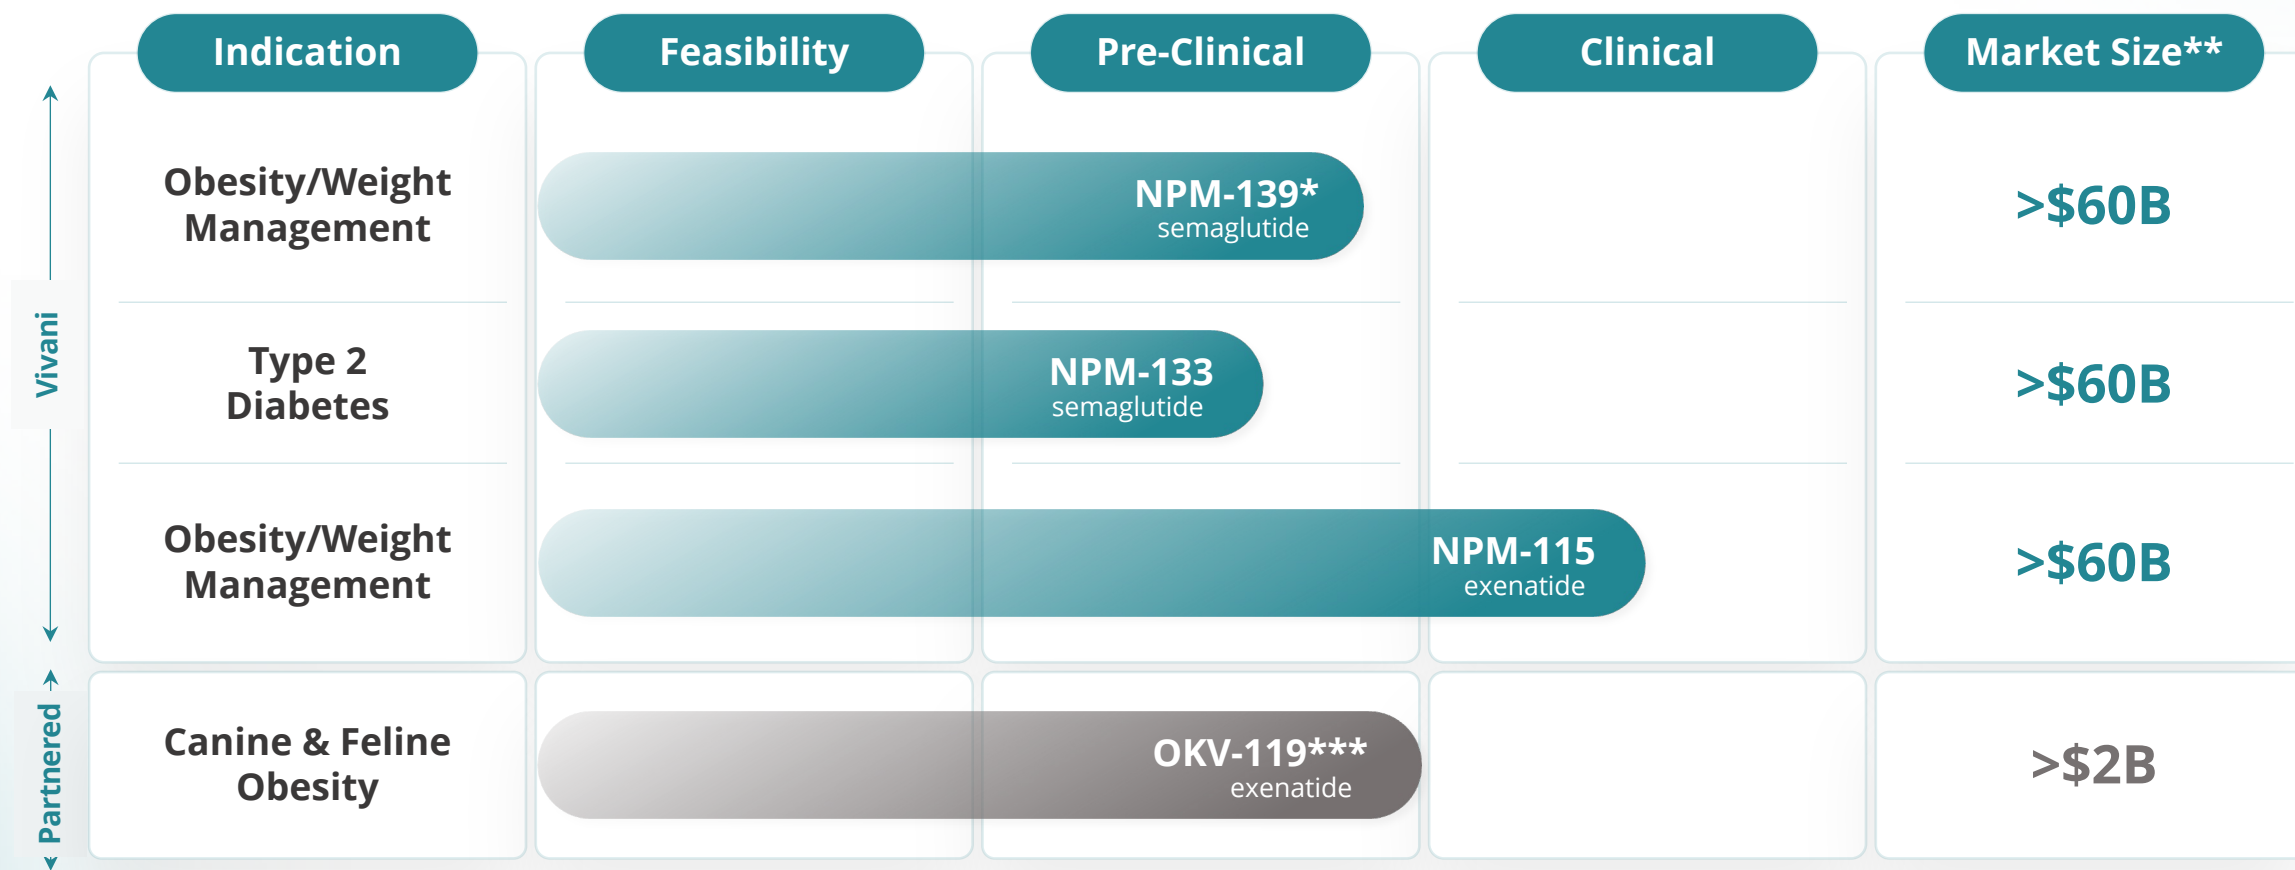 Indication
Feasibility
Pre-Clinical
Clinical
Market Size**
Vivani
Obesity/Weight
Management
NPM-139*
semaglutide
>$60B
Type 2
Diabetes
NPM-133
semaglutide
>$60B
Obesity/Weight
Management
NPM-115
exenatide
>$60B
Partnered
Canine & Feline
Obesity
OKV-119***
exenatide
>$2B